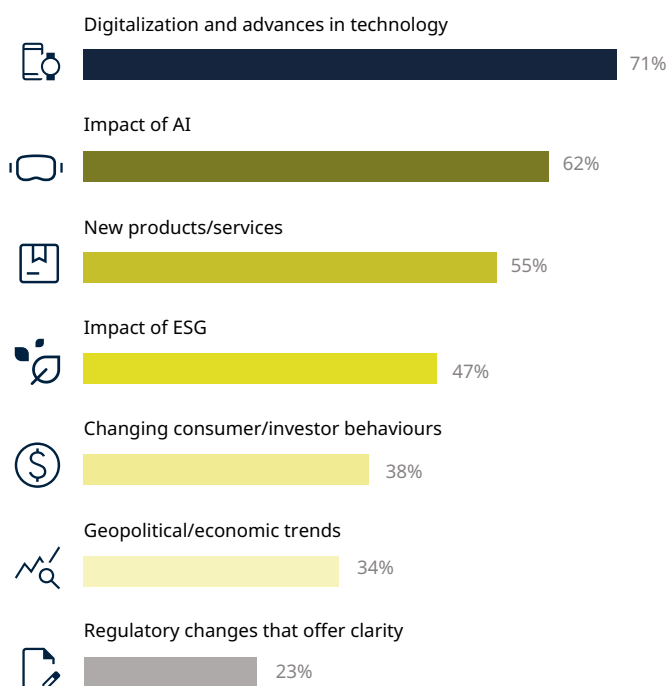 Digitalization and advances in technology
71%
Impact of AI
62%
New products/services
55%
Impact of ESG
47%
Changing consumer/investor behaviours
$
38%
Geopolitical/economic trends
34%
Regulatory changes that offer clarity
23%